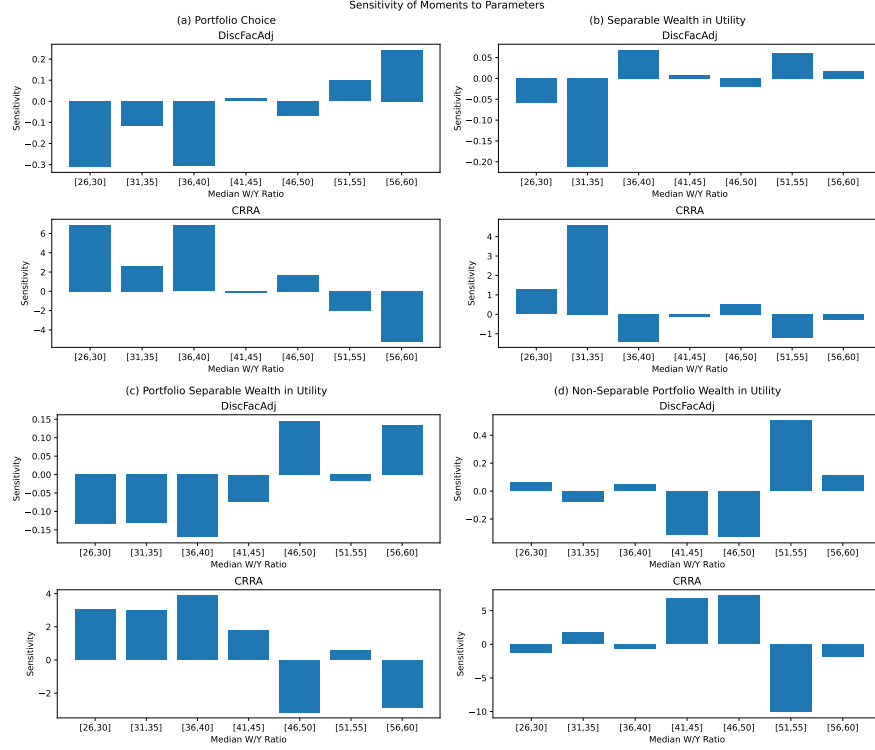 Sensitivity of Moments to Parameters
(a) Portfolio Choice
DiscFacAdj
Sensitivity
0.2
0.1
0.0
−0.1
−0.2
−0.3
[26,30] [31,35] [36,40] [41,45] [46,50] [51,55] [56,60]
Median W/Y Ratio
CRRA
Sensitivity
6
4
2
0
−2
−4
[26,30] [31,35] [36,40] [41,45] [46,50] [51,55] [56,60]
Median W/Y Ratio
(b) Separable Wealth in Utility
DiscFacAdj
Sensitivity
0.05
0.00
−0.05
−0.10
−0.15
−0.20
[26,30] [31,35] [36,40] [41,45] [46,50] [51,55] [56,60]
Median W/Y Ratio
CRRA
Sensitivity
4
3
2
1
0
−1
[26,30] [31,35] [36,40] [41,45] [46,50] [51,55] [56,60]
Median W/Y Ratio
(c) Portfolio Separable Wealth in Utility
DiscFacAdj
Sensitivity
0.15
0.10
0.05
0.00
−0.05
−0.10
−0.15
[26,30] [31,35] [36,40] [41,45] [46,50] [51,55] [56,60]
Median W/Y Ratio
CRRA
Sensitivity
4
2
0
−2
[26,30] [31,35] [36,40] [41,45] [46,50] [51,55] [56,60]
Median W/Y Ratio
(d) Non-Separable Portfolio Wealth in Utility
DiscFacAdj
Sensitivity
0.4
0.2
0.0
−0.2
[26,30] [31,35] [36,40] [41,45] [46,50] [51,55] [56,60]
Median W/Y Ratio
CRRA
Sensitivity
5
0
−5
−10
[26,30] [31,35] [36,40] [41,45] [46,50] [51,55] [56,60]
Median W/Y Ratio